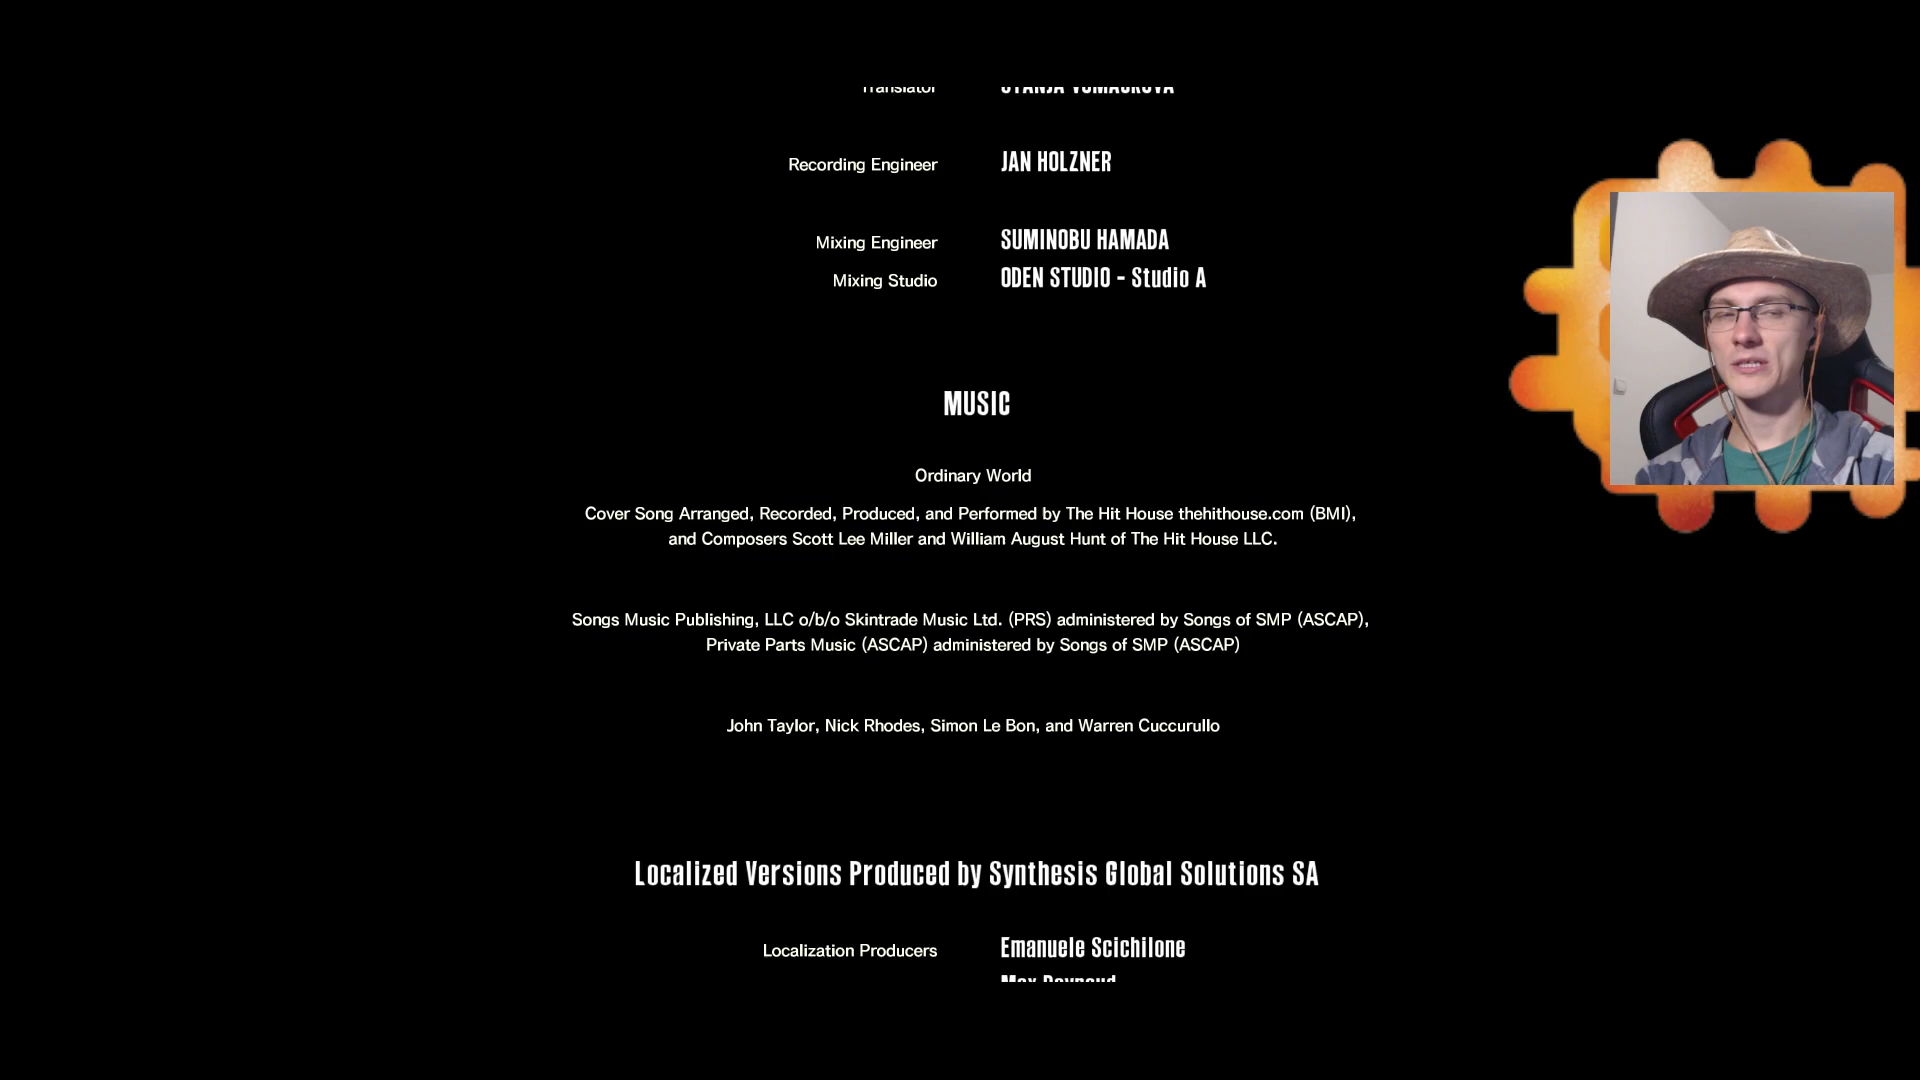 Translator
Recording Engineer JAN HOLZNER
Mixing Engineer SUMINOBU HAMADA
Mixing Studio ODEN STUDIO - Studio A
MUSIC
Ordinary World
Cover Song Arranged, Recorded, Produced, and Performed by The Hit House thehithouse.com (BMI),
and Composers Scott Lee Miller and William August Hunt of The Hit House LLC.
Songs Music Publishing, LLC o/b/o Skintrade Music Ltd. (PRS) administered by Songs of SMP (ASCAP),
Private Parts Music (ASCAP) administered by Songs of SMP (ASCAP)
John Taylor, Nick Rhodes, Simon Le Bon, and Warren Cuccurullo
Localized Versions Produced by Synthesis Global Solutions SA
Localization Producers Emanuele Scichilone